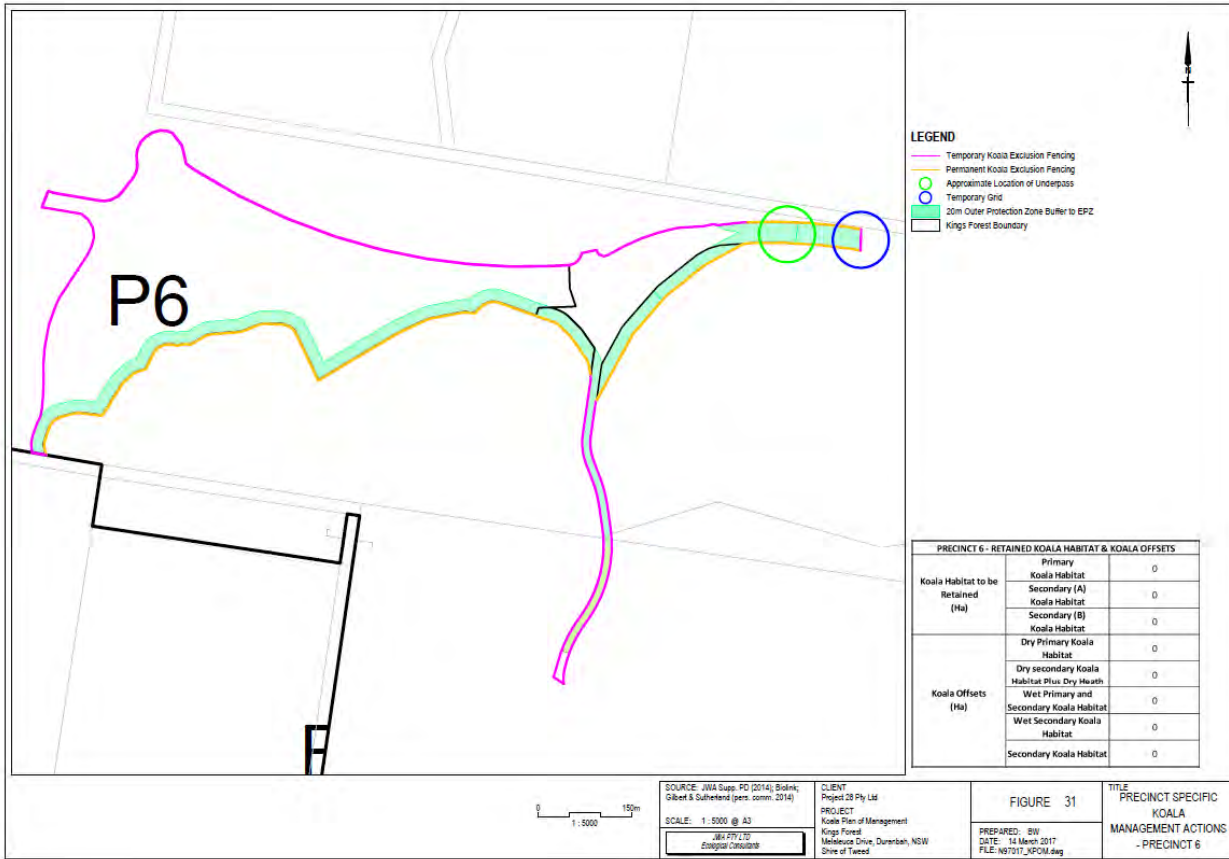 N
P6
LEGEND
Temporary Koala Exclusion Fencing
Permanent Koala Exclusion Fencing
Approximate Location of Underpass
Temporary Grid
20m Outer Protection Zone Buffer to EPZ
Kings Forest Boundary
PRECINCT 6 - RETAINED KOALA HABITAT & KOALA OFFSETS
Koala Habitat to be
Retained
(Ha)
Primary
Koala Habitat
0
Secondary (A)
Koala Habitat
0
Secondary (B)
Koala Habitat
0
Koala Offsets
(Ha)
Dry Primary Koala
Habitat
0
Dry secondary Koala
Habitat Plus Dry Heath
0
Wet Primary and
Secondary Koala Habitat
0
Wet Secondary Koala
Habitat
0
Secondary Koala Habitat
0
0 150m
1 : 5000
SOURCE: JWA Supp. PD (2014); Biolink;
Gilbert & Sutherland (pers. comm. 2014)
SCALE: 1 : 5000 @ A3
JWA PTY LTD
Ecological Consultants
CLIENT
Project 28 Pty Ltd
PROJECT
Koala Plan of Management
Kings Forest
Melaleuca Drive, Duranbah, NSW
Shire of Tweed
FIGURE 31
PREPARED: BW
DATE: 14 March 2017
FILE: N97017_KPOM.dwg
TITLE
PRECINCT SPECIFIC
KOALA
MANAGEMENT ACTIONS
- PRECINCT 6